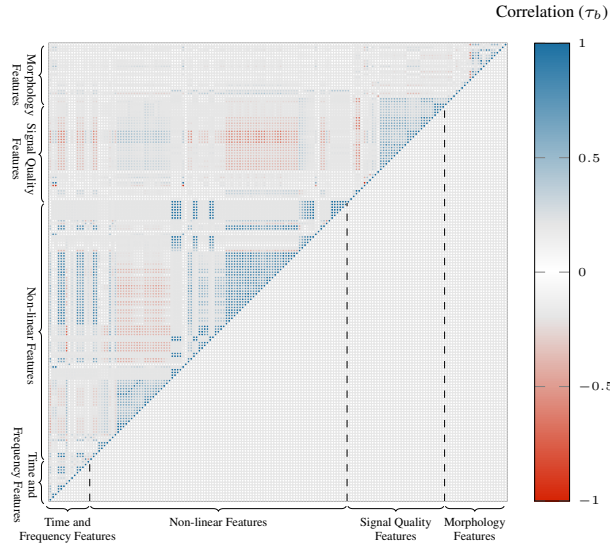 Correlation (τb)
1
0.5
0
−0.5
−1
Morphology
Features
Signal Quality
Features
Non-linear Features
Time and
Frequency Features
Time and
Frequency Features
Non-linear Features
Signal Quality
Features
Morphology
Features